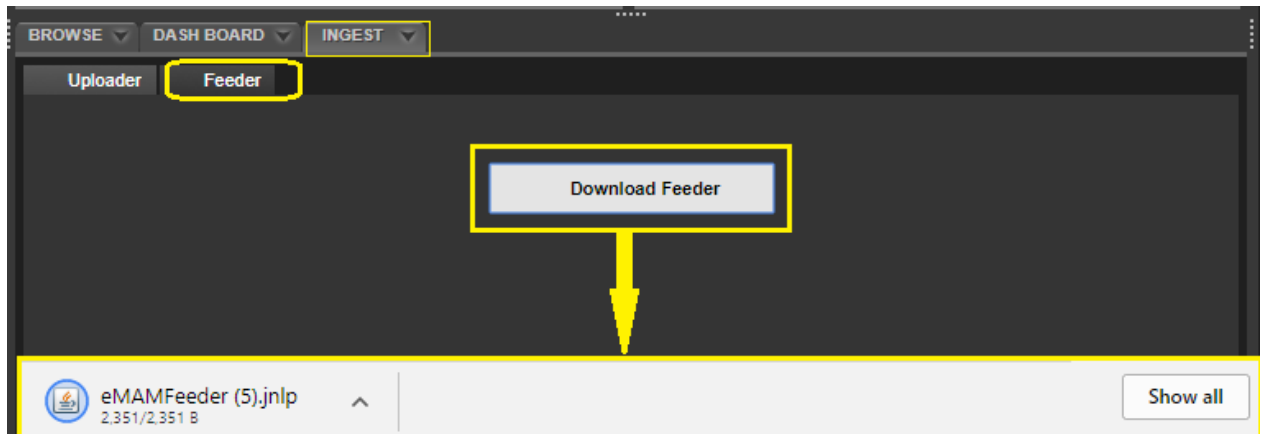 BROWSE DASH BOARD INGEST
Uploader Feeder
Download Feeder
eMAMFeeder (5).jnlp
2,351/2,351 B
Show all